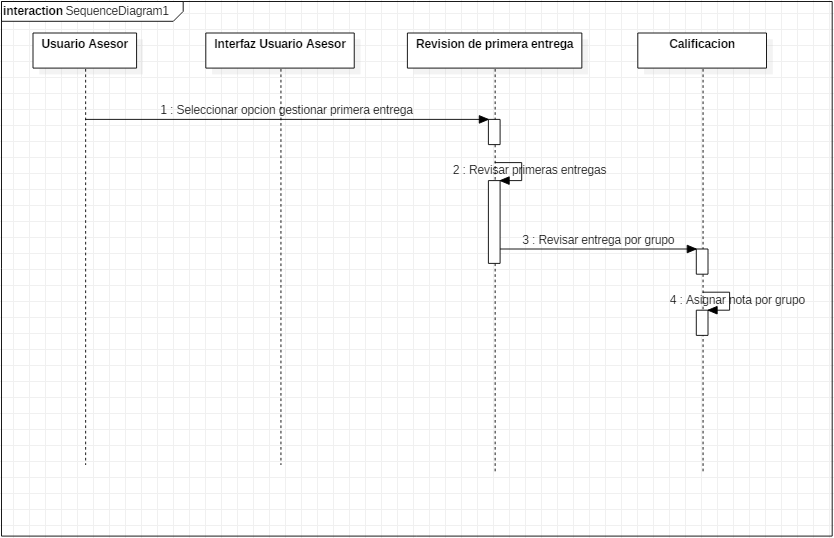 interaction SequenceDiagram1
Usuario Asesor
Interfaz Usuario Asesor
Revision de primera entrega
Calificacion
1 : Seleccionar opcion gestionar primera entrega
2 : Revisar primeras entregas
3 : Revisar entrega por grupo
4 : Asignar nota por grupo